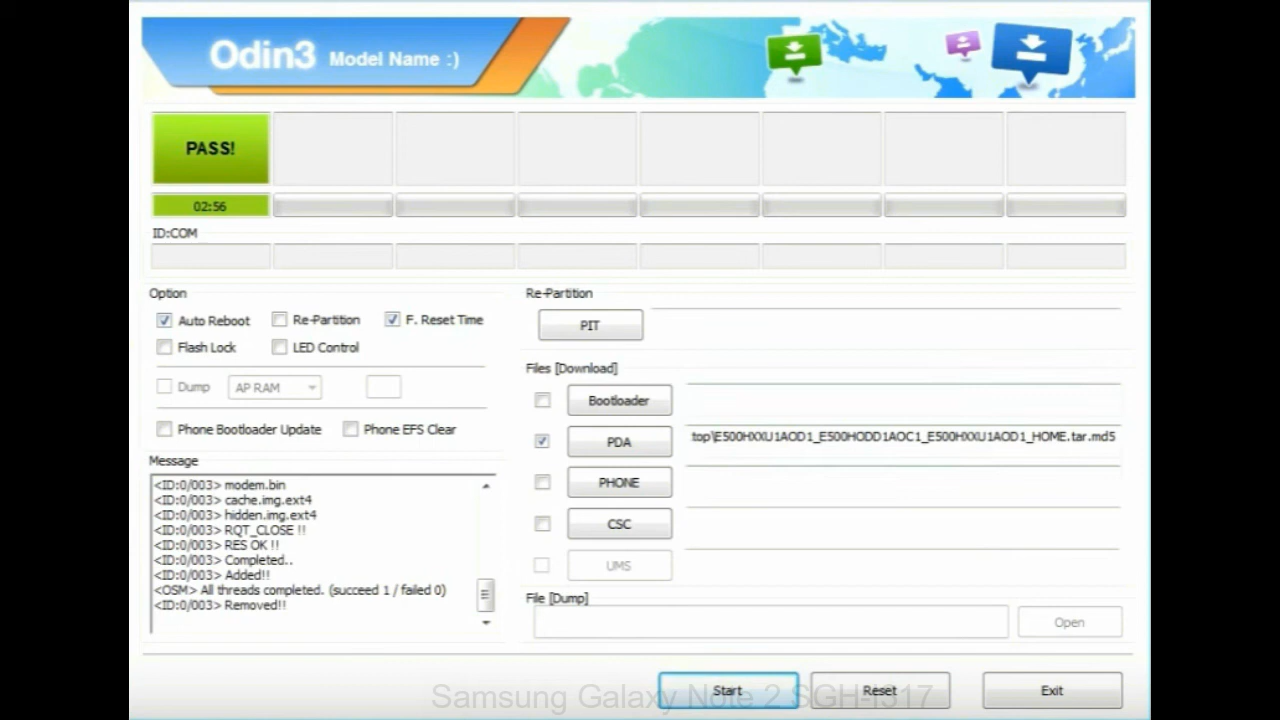 Odin3 Model Name :)
PASS!
02:56
ID:COM
Option
Auto Reboot Re-Partition F. Reset Time
Flash Lock LED Control
Dump AP RAM
Phone Bootloader Update Phone EFS Clear
Message
<ID:0/003> modem.bin
<ID:0/003> cache.img.ext4
<ID:0/003> hidden.img.ext4
<ID:0/003> RQT_CLOSE !!
<ID:0/003> RES OK !!
<ID:0/003> Completed..
<ID:0/003> Added!!
<OSM> All threads completed. (succeed 1 / failed 0)
<ID:0/003> Removed!!
Re-Partition
PIT
Files [Download]
Bootloader
PDA top\E500HXXU1AOD1_E500HODD1AOC1_E500HXXU1AOD1_HOME.tar.md5
PHONE
CSC
UMS
File [Dump]
Open
Start Reset Exit
Samsung Galaxy Note 2 SGH-I317